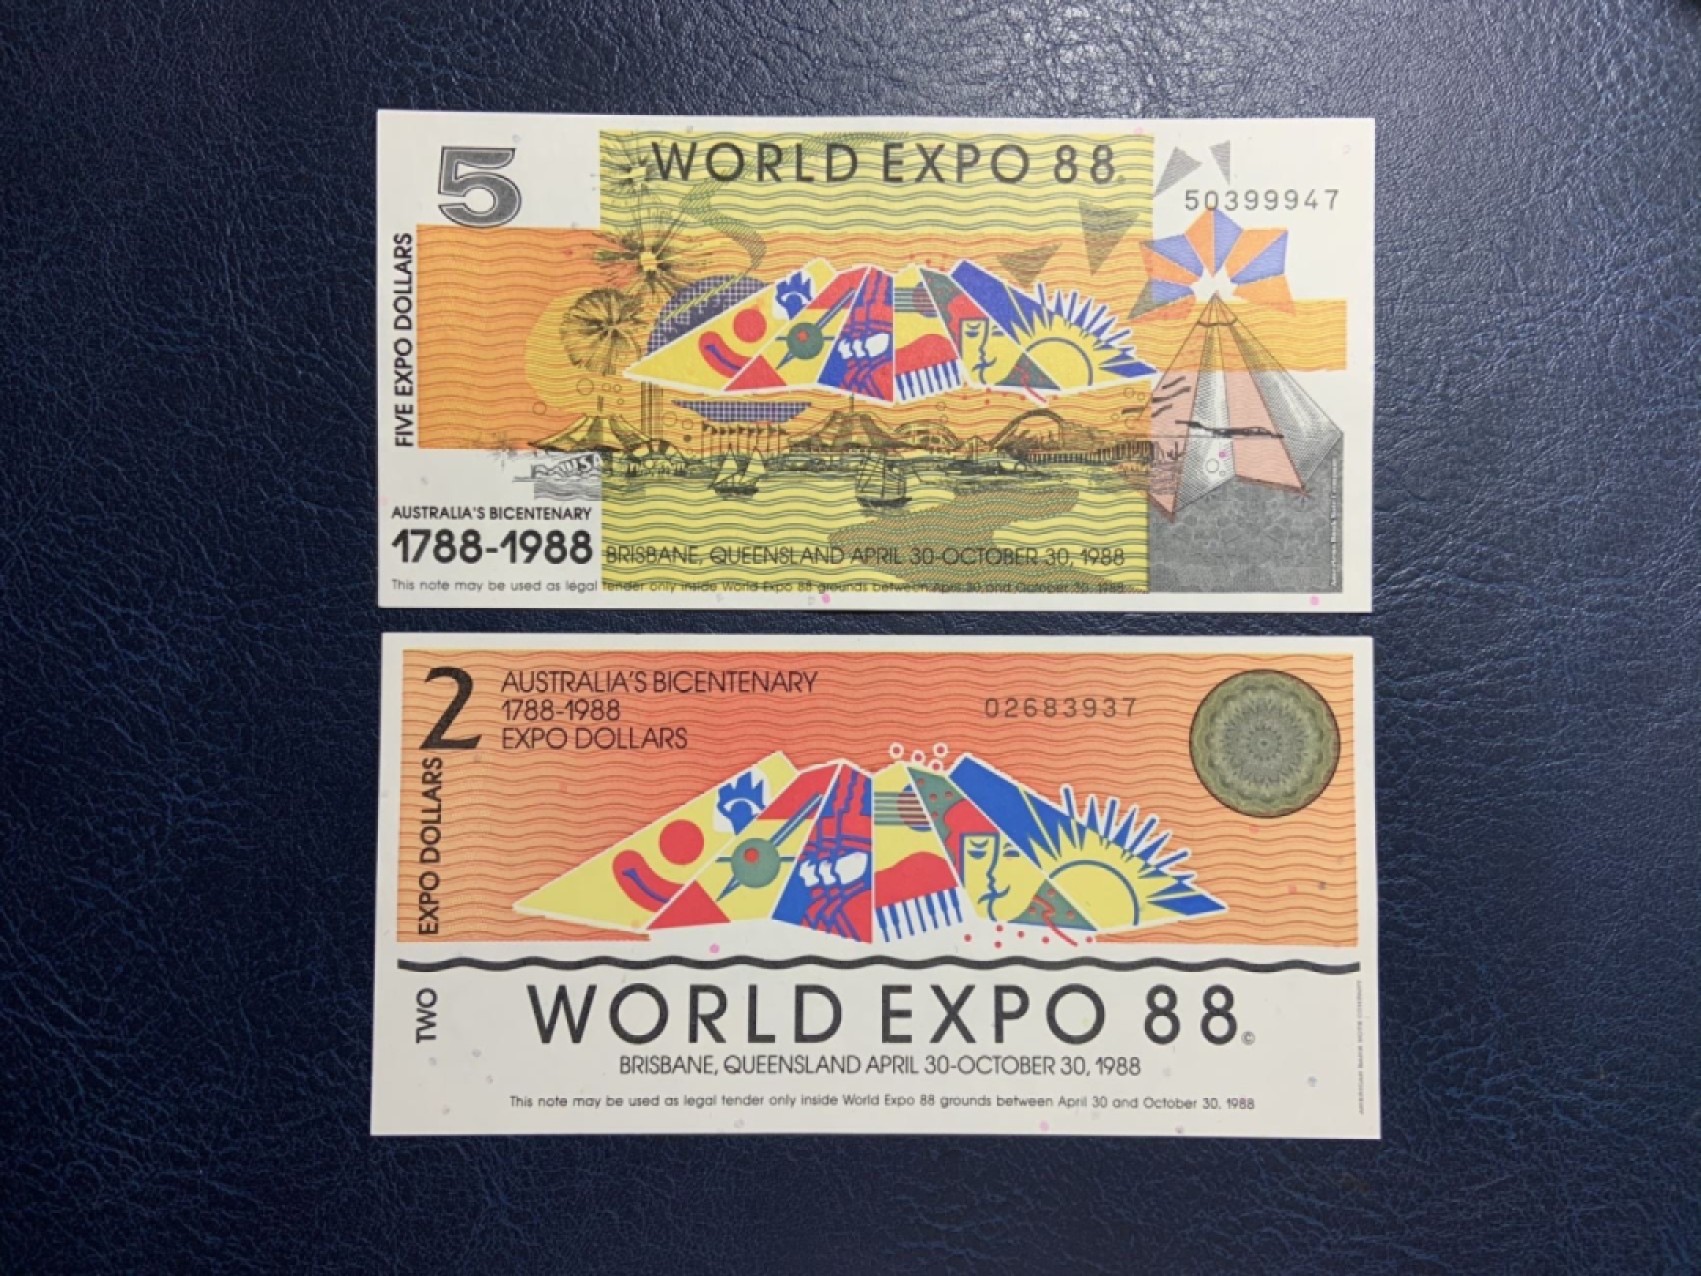 5
WORLD EXPO 88
50399947
FIVE EXPO DOLLARS
AUSTRALIA'S BICENTENARY
1788-1988
BRISBANE, QUEENSLAND APRIL 30-OCTOBER 30, 1988
This note may be used as legal tender only inside World Expo 88 grounds between April 30 and October 30, 1988
2
AUSTRALIA'S BICENTENARY
1788-1988
EXPO DOLLARS
02683937
TWO EXPO DOLLARS
WORLD EXPO 88©
BRISBANE, QUEENSLAND APRIL 30-OCTOBER 30, 1988
This note may be used as legal tender only inside World Expo 88 grounds between April 30 and October 30, 1988
AMERICAN BANK NOTE COMPANY